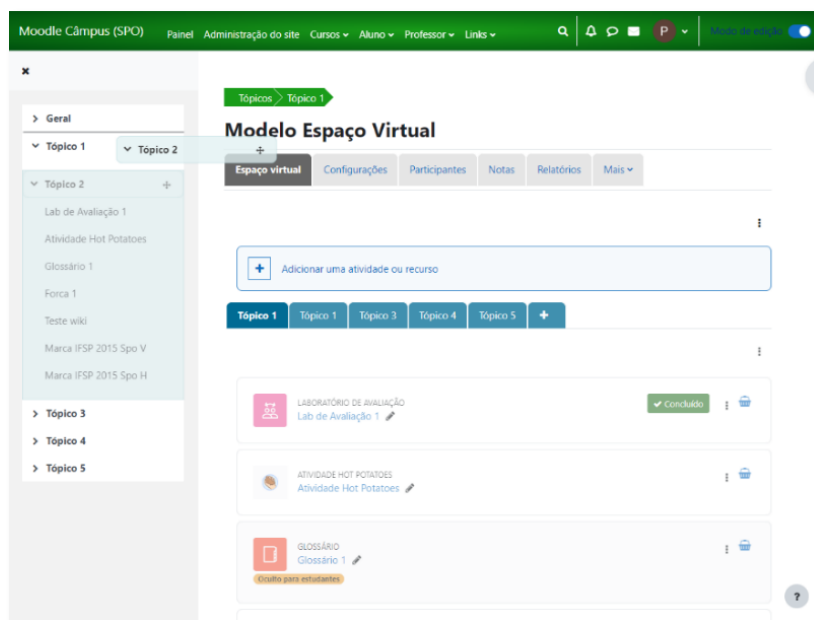 Moodle Câmpus (SPO) Painel Administração do site Cursos Aluno Professor Links P Modo de edição
Tópicos Tópico 1
Modelo Espaço Virtual
Espaço virtual Configurações Participantes Notas Relatórios Mais
Geral
Tópico 1
Tópico 2
Tópico 2
Lab de Avaliação 1
Atividade Hot Potatoes
Glossário 1
Forca 1
Teste wiki
Marca IFSP 2015 Spo V
Marca IFSP 2015 Spo H
Tópico 3
Tópico 4
Tópico 5
Adicionar uma atividade ou recurso
Tópico 1 Tópico 1 Tópico 3 Tópico 4 Tópico 5
LABORATÓRIO DE AVALIAÇÃO
Lab de Avaliação 1
Concluído
ATIVIDADE HOT POTATOES
Atividade Hot Potatoes
GLOSSÁRIO
Glossário 1
Oculto para estudantes
?